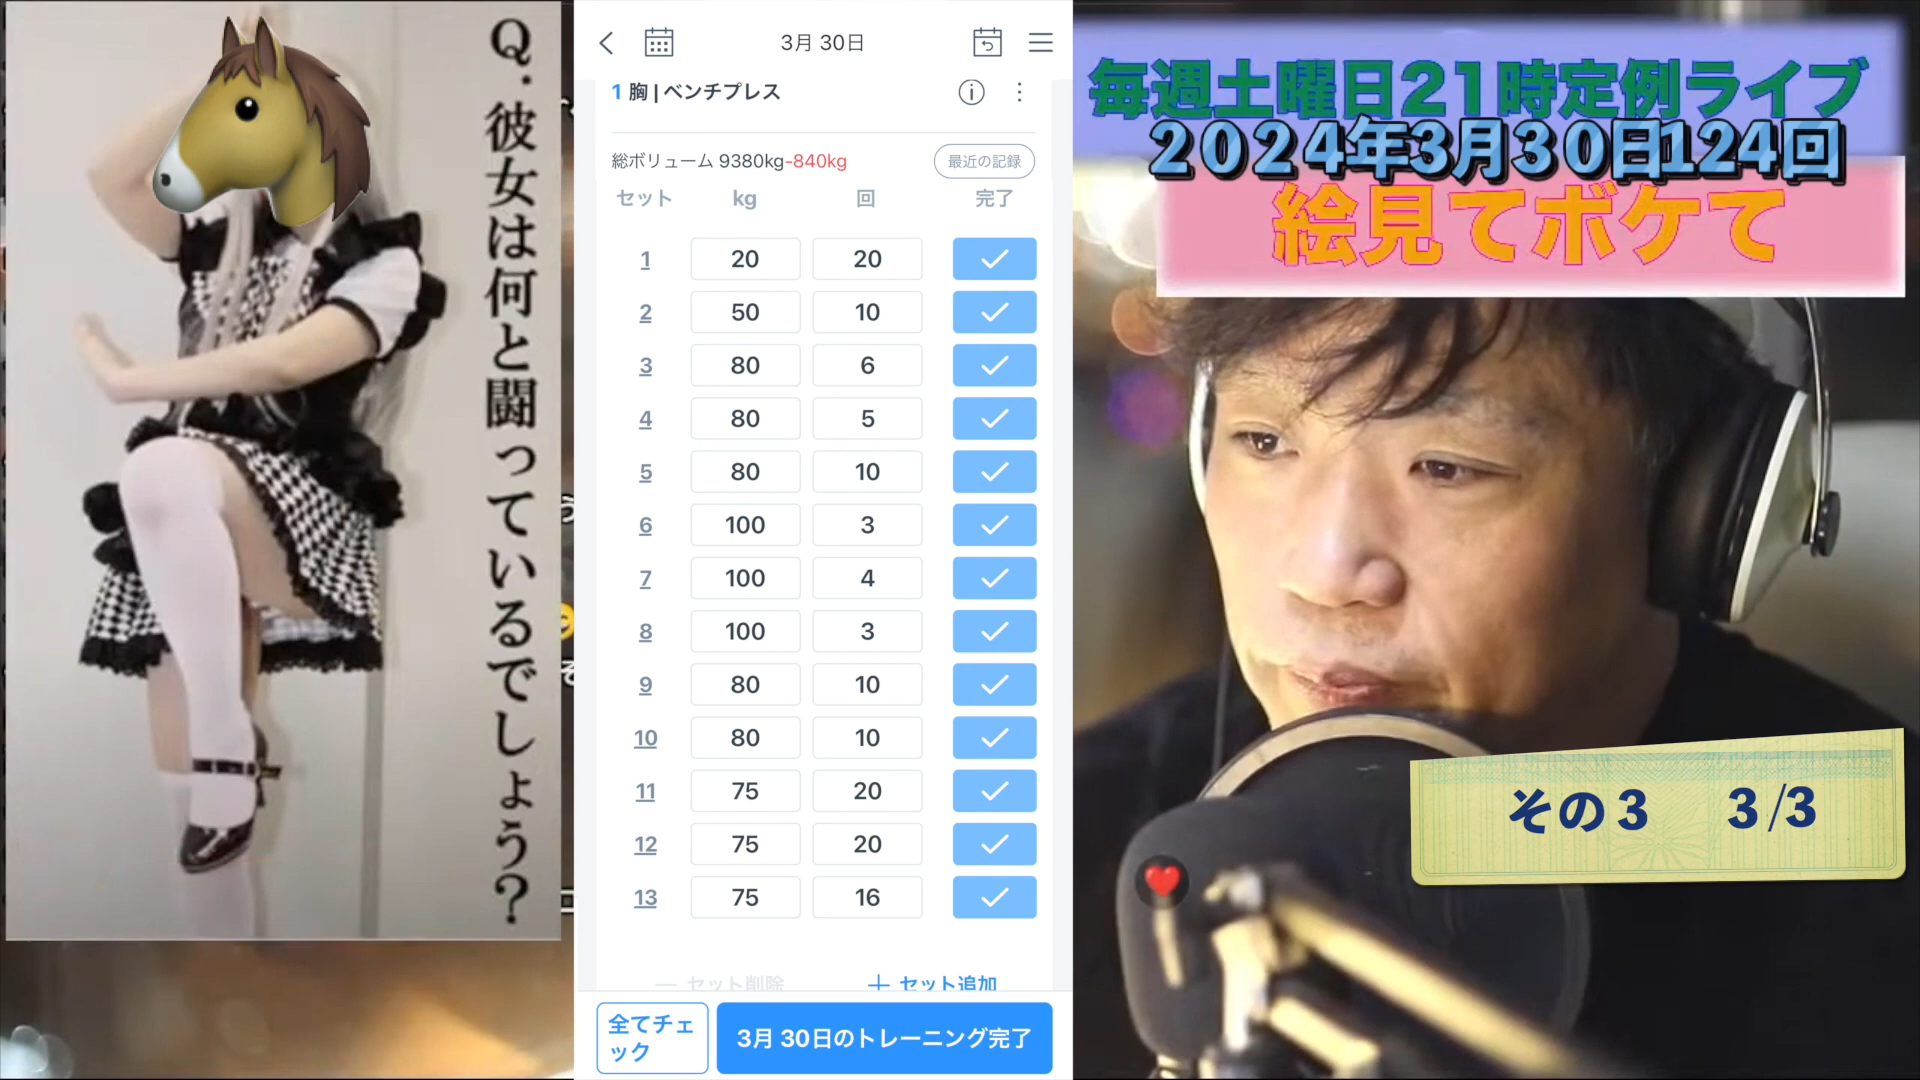 Q.彼女は何と闘っているでしょう?
3月 30日
1 胸 | ベンチプレス
総ボリューム 9380kg-840kg
最近の記録
セット kg 回 完了
1 20 20
2 50 10
3 80 6
4 80 5
5 80 10
6 100 3
7 100 4
8 100 3
9 80 10
10 80 10
11 75 20
12 75 20
13 75 16
— セット削除 + セット追加
全てチェック
3月 30日のトレーニング完了
毎週土曜日21時定例ライブ
2024年3月30日124回
絵見てボケて
その3 3/3